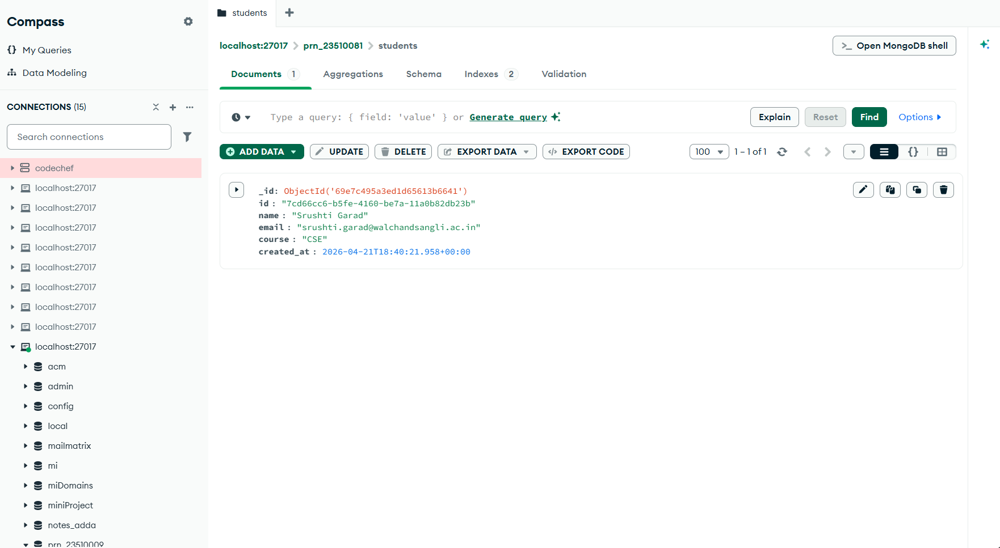 Compass
My Queries
Data Modeling
CONNECTIONS (15)
Search connections
codechef
localhost:27017
localhost:27017
localhost:27017
localhost:27017
localhost:27017
localhost:27017
localhost:27017
localhost:27017
localhost:27017
acm
admin
config
local
mailmatrix
mi
miDomains
miniProject
notes_adda
prn_23510009
students
localhost:27017 > prn_23510081 > students
>_ Open MongoDB shell
Documents 1 Aggregations Schema Indexes 2 Validation
Type a query: { field: 'value' } or Generate query
Explain Reset Find Options
ADD DATA UPDATE DELETE EXPORT DATA EXPORT CODE
100 1 – 1 of 1
_id: ObjectId('69e7c495a3ed1d65613b6641')
id : "7cd66cc6-b5fe-4160-be7a-11a0b82db23b"
name : "Srushti Garad"
email : "srushti.garad@walchandsangli.ac.in"
course : "CSE"
created_at : 2026-04-21T18:40:21.958+00:00